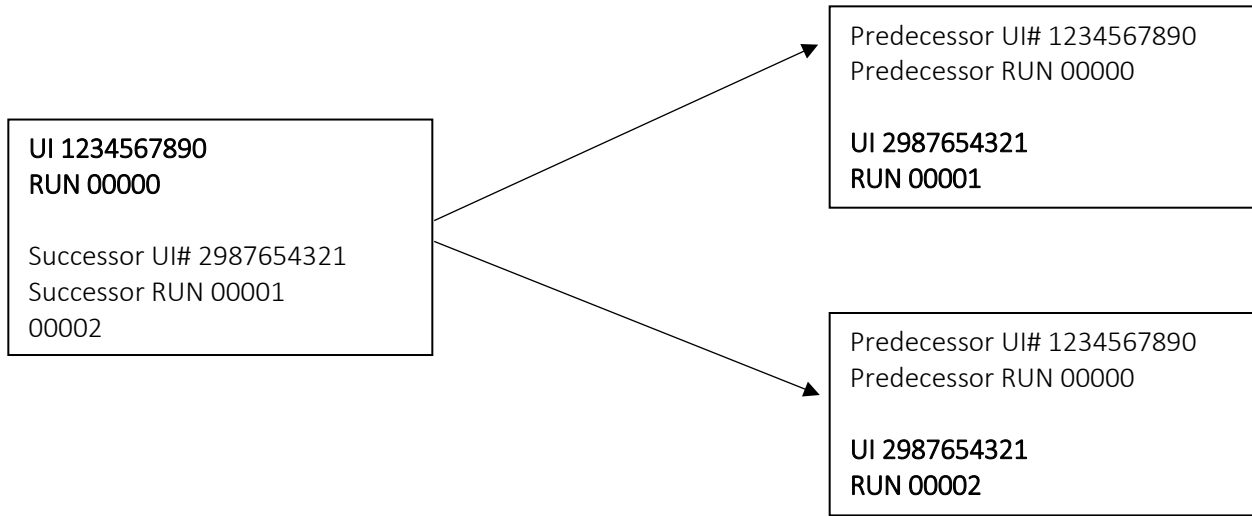 UI 1234567890
RUN 00000
Successor UI# 2987654321
Successor RUN 00001
00002
Predecessor UI# 1234567890
Predecessor RUN 00000
UI 2987654321
RUN 00001
Predecessor UI# 1234567890
Predecessor RUN 00000
UI 2987654321
RUN 00002